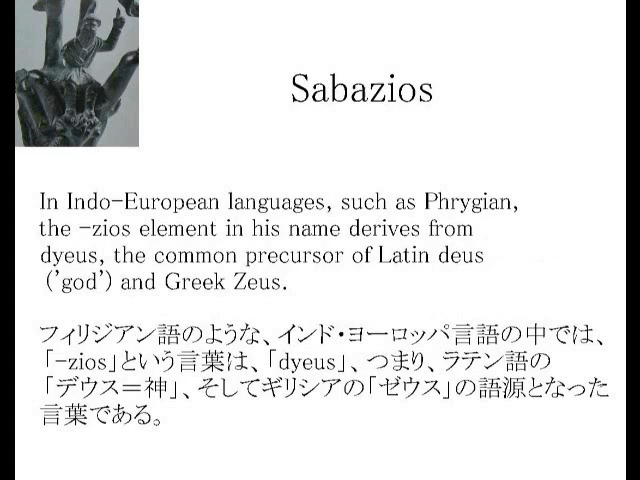 Sabazios
In Indo-European languages, such as Phrygian,
the -zios element in his name derives from
dyeus, the common precursor of Latin deus
('god') and Greek Zeus.
フィリジアン語のような、インド・ヨーロッパ言語の中では、
「-zios」という言葉は、「dyeus」、つまり、ラテン語の
「デウス＝神」、そしてギリシアの「ゼウス」の語源となった
言葉である。